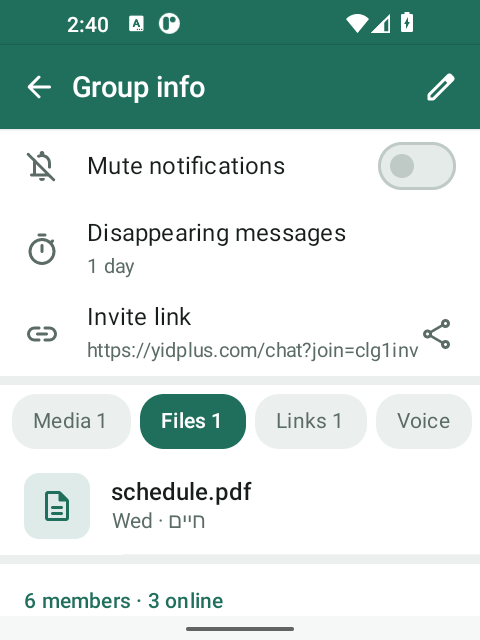 2:40
Group info
Mute notifications
Disappearing messages
1 day
Invite link
https://yidplus.com/chat?join=clg1inv
Media 1
Files 1
Links 1
Voice
schedule.pdf
Wed · חיים
6 members · 3 online